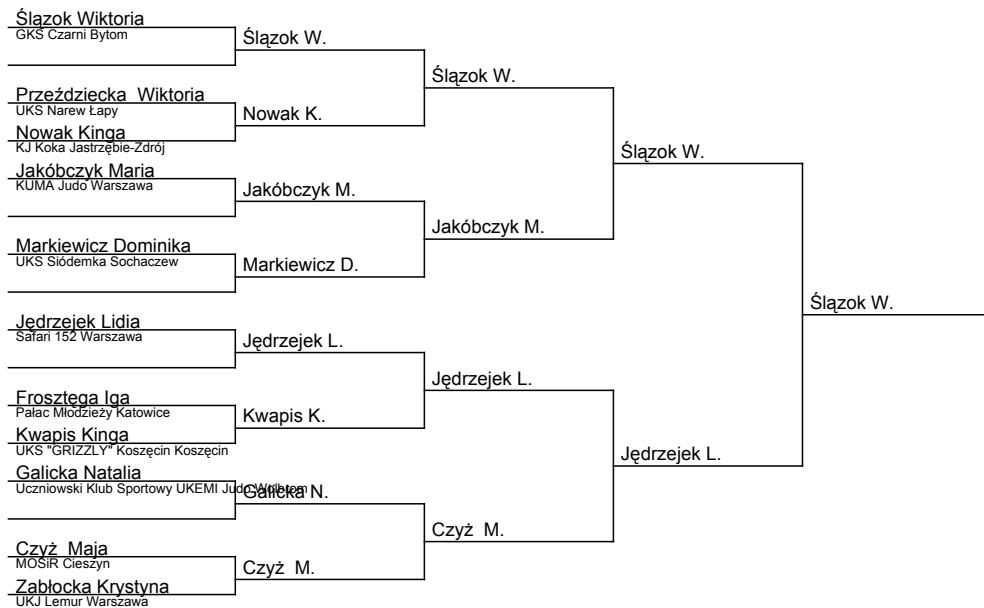 Ślązok Wiktoria
GKS Czarni Bytom
Przeździecka  Wiktoria
UKS Narew Łapy
Nowak Kinga
KJ Koka Jastrzębie-Zdrój
Jakóbczyk Maria
KUMA Judo Warszawa
Markiewicz Dominika
UKS Siódemka Sochaczew
Jędrzejek Lidia
Safari 152 Warszawa
Frosztęga Iga
Pałac Młodzieży Katowice
Kwapis Kinga
UKS "GRIZZLY" Koszęcin Koszęcin
Galicka Natalia
Uczniowski Klub Sportowy UKEMI Judo Wolbrom
Czyż  Maja
MOSiR Cieszyn
Zabłocka Krystyna
UKJ Lemur Warszawa
Ślązok W.
Nowak K.
Jakóbczyk M.
Markiewicz D.
Jędrzejek L.
Kwapis K.
Galicka N.
Czyż  M.
Ślązok W.
Jakóbczyk M.
Jędrzejek L.
Czyż  M.
Ślązok W.
Jędrzejek L.
Ślązok W.